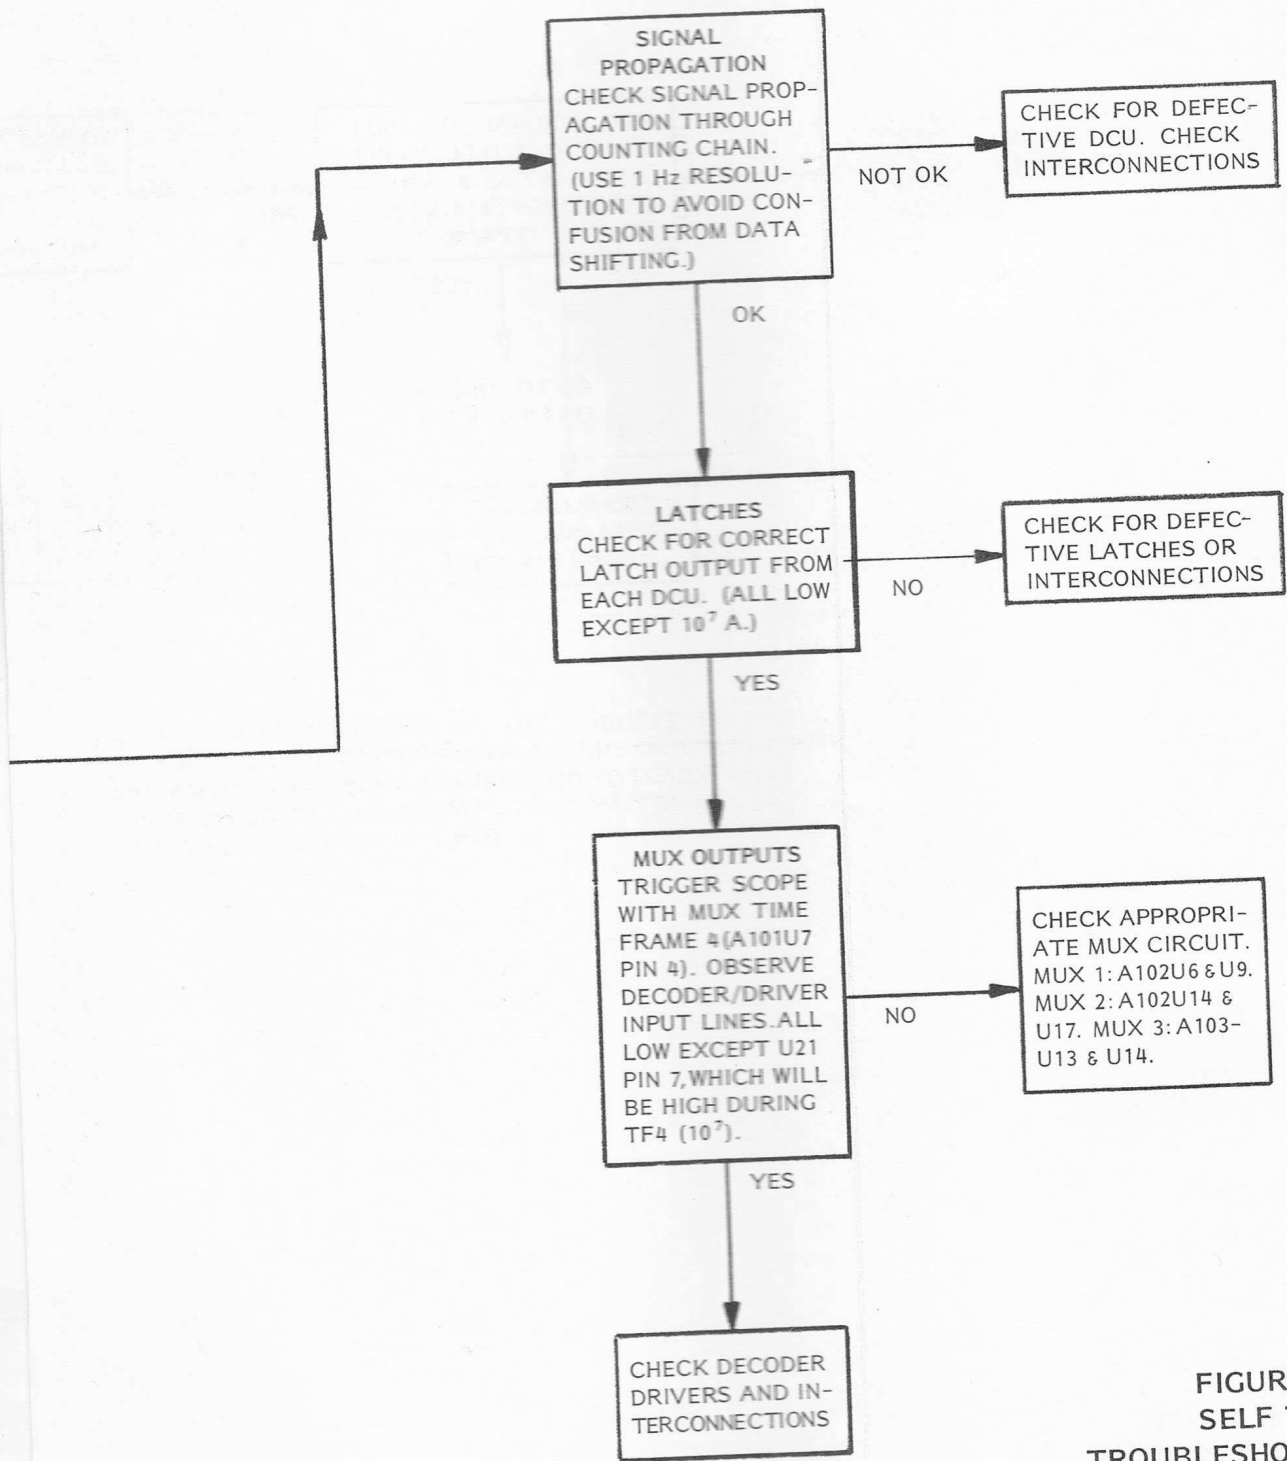 SIGNAL
PROPAGATION
CHECK SIGNAL PROP-
AGATION THROUGH
COUNTING CHAIN.
(USE 1 Hz RESOLU-
TION TO AVOID CON-
FUSION FROM DATA
SHIFTING.)
NOT OK
CHECK FOR DEFEC-
TIVE DCU. CHECK
INTERCONNECTIONS
OK
LATCHES
CHECK FOR CORRECT
LATCH OUTPUT FROM
EACH DCU. (ALL LOW
EXCEPT 10⁷ A.)
NO
CHECK FOR DEFEC-
TIVE LATCHES OR
INTERCONNECTIONS
YES
MUX OUTPUTS
TRIGGER SCOPE
WITH MUX TIME
FRAME 4(A101U7
PIN 4). OBSERVE
DECODER/DRIVER
INPUT LINES.ALL
LOW EXCEPT U21
PIN 7,WHICH WILL
BE HIGH DURING
TF4 (10⁷).
NO
CHECK APPROPRI-
ATE MUX CIRCUIT.
MUX 1: A102U6 & U9.
MUX 2: A102U14 &
U17. MUX 3: A103-
U13 & U14.
YES
CHECK DECODER
DRIVERS AND IN-
TERCONNECTIONS
FIGUR
SELF
TROUBLESHO